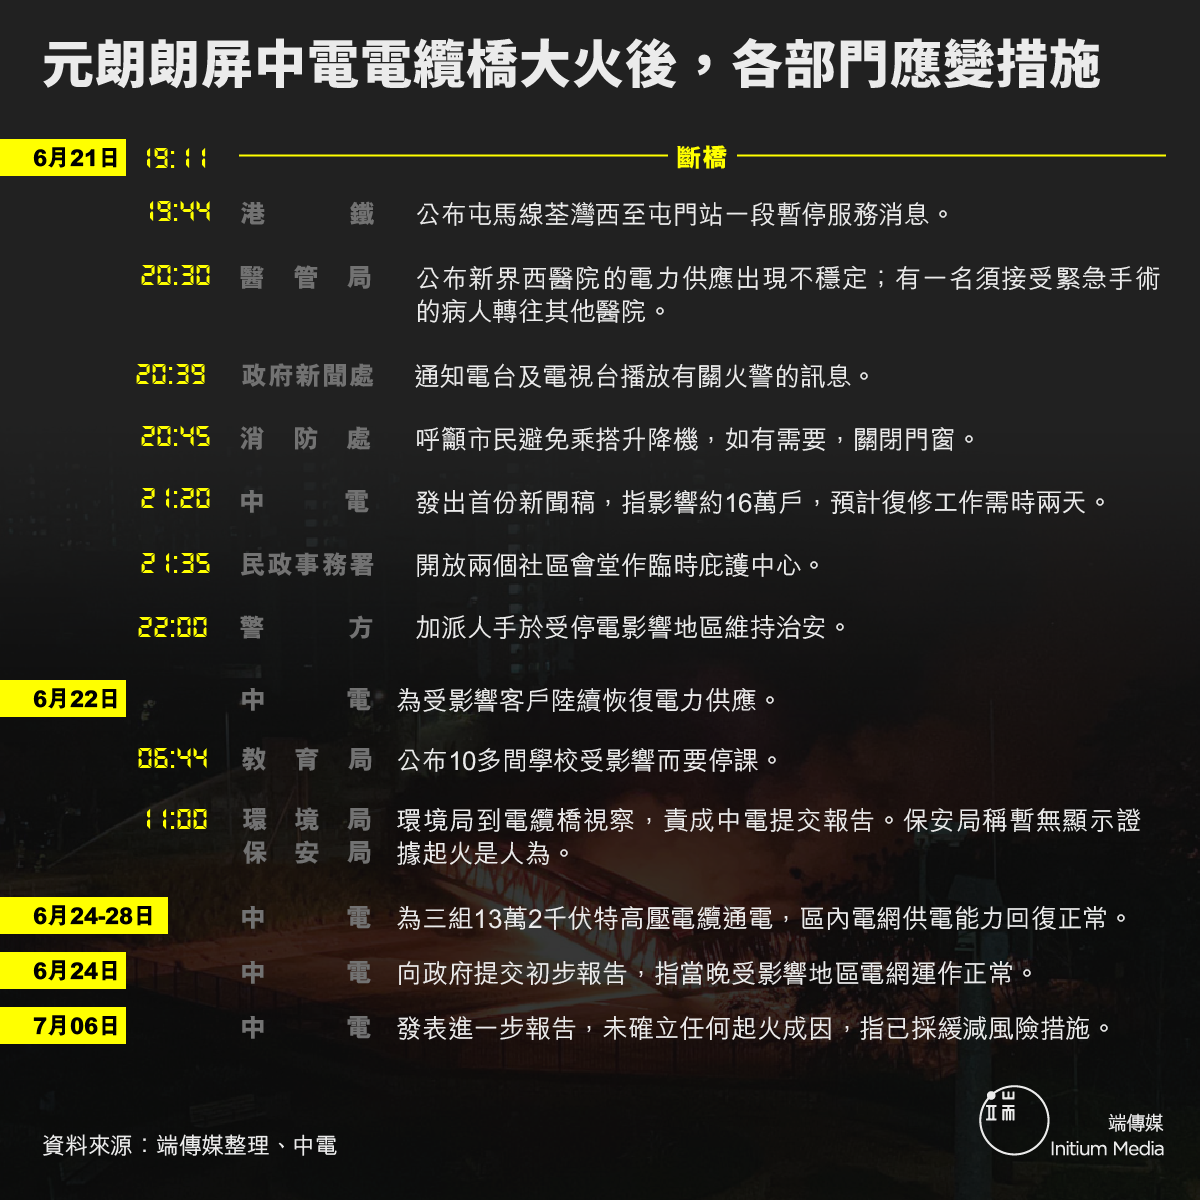 元朗朗屏中電電纜橋大火後，各部門應變措施
6月21日 19:11 斷橋
19:44 港鐵 公布屯馬線荃灣西至屯門站一段暫停服務消息。
20:30 醫管局 公布新界西醫院的電力供應出現不穩定；有一名須接受緊急手術
的病人轉往其他醫院。
20:39 政府新聞處 通知電台及電視台播放有關火警的訊息。
20:45 消防處 呼籲市民避免乘搭升降機，如有需要，關閉門窗。
21:20 中電 發出首份新聞稿，指影響約16萬戶，預計復修工作需時兩天。
21:35 民政事務署 開放兩個社區會堂作臨時庇護中心。
22:00 警方 加派人手於受停電影響地區維持治安。
6月22日 中電 為受影響客戶陸續恢復電力供應。
06:44 教育局 公布10多間學校受影響而要停課。
11:00 環境局 環境局到電纜橋視察，責成中電提交報告。保安局稱暫無顯示證
保安局 據起火是人為。
6月24-28日 中電 為三組13萬2千伏特高壓電纜通電，區內電網供電能力回復正常。
6月24日 中電 向政府提交初步報告，指當晚受影響地區電網運作正常。
7月06日 中電 發表進一步報告，未確立任何起火成因，指已採緩減風險措施。
資料來源：端傳媒整理、中電
端傳媒
Initium Media